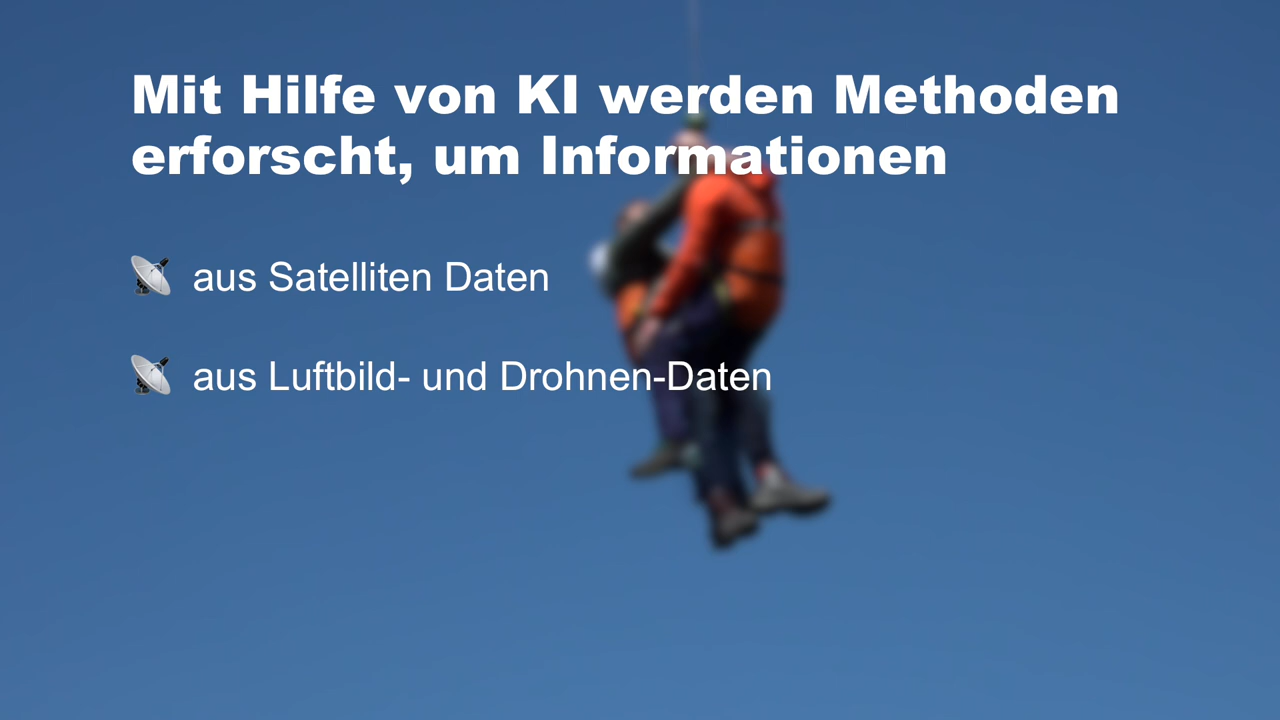 Mit Hilfe von KI werden Methoden
erforscht, um Informationen
aus Satelliten Daten
aus Luftbild- und Drohnen-Daten